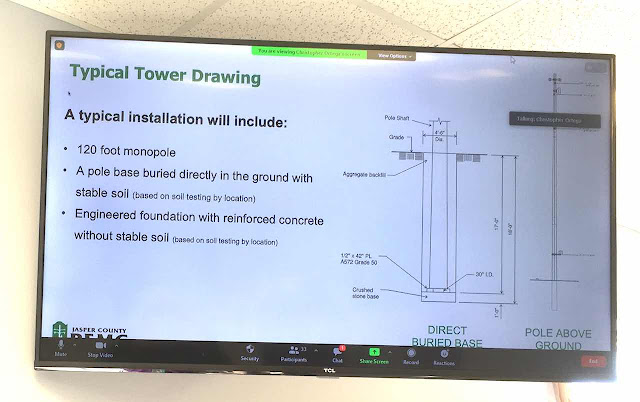 You are viewing Christopher Ortega's screen
View Options
Typical Tower Drawing
A typical installation will include:
• 120 foot monopole
• A pole base buried directly in the ground with
stable soil (based on soil testing by location)
• Engineered foundation with reinforced concrete
without stable soil (based on soil testing by location)
Pole Shaft
4'-6"
Dia.
Grade
Aggregate backfill
1/2" x 42" PL
A572 Grade 50
Crushed
stone base
30" I.D.
17'-0"
1'-0"
DIRECT
BURIED BASE
Talking: Christopher Ortega
POLE ABOVE
GROUND
JASPER COUNTY
REMC
Mute
Stop Video
Security
Participants
33
Chat
Share Screen
Record
Reactions
End
TCL